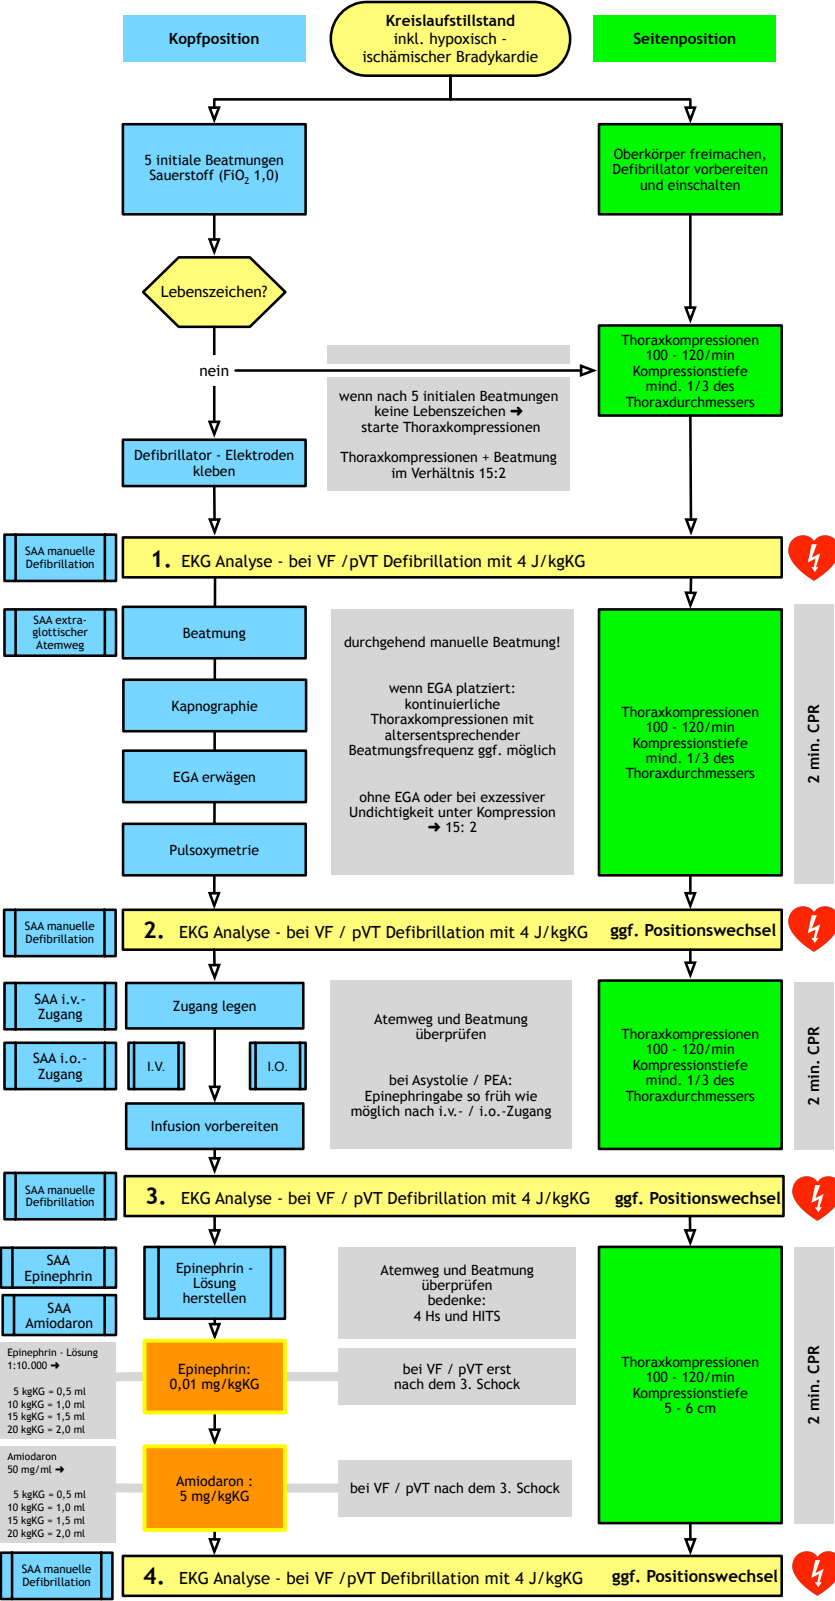 Kopfposition
Kreislaufstillstand
inkl. hypoxisch -
ischämischer Bradykardie
Seitenposition
5 initiale Beatmungen
Sauerstoff (FiO2 1,0)
Oberkörper freimachen,
Defibrillator vorbereiten
und einschalten
Lebenszeichen?
nein
Thoraxkompressionen
100 - 120/min
Kompressionstiefe
mind. 1/3 des
Thoraxdurchmessers
wenn nach 5 initialen Beatmungen
keine Lebenszeichen ➜
starte Thoraxkompressionen
Thoraxkompressionen + Beatmung
im Verhältnis 15:2
Defibrillator - Elektroden
kleben
SAA manuelle
Defibrillation
1. EKG Analyse - bei VF /pVT Defibrillation mit 4 J/kgKG
SAA extra-
glottischer
Atemweg
Beatmung
Kapnographie
EGA erwägen
Pulsoxymetrie
durchgehend manuelle Beatmung!
wenn EGA platziert:
kontinuierliche
Thoraxkompressionen mit
altersentsprechender
Beatmungsfrequenz ggf. möglich
ohne EGA oder bei exzessiver
Undichtigkeit unter Kompression
➜ 15: 2
Thoraxkompressionen
100 - 120/min
Kompressionstiefe
mind. 1/3 des
Thoraxdurchmessers
2 min. CPR
SAA manuelle
Defibrillation
2. EKG Analyse - bei VF / pVT Defibrillation mit 4 J/kgKG ggf. Positionswechsel
SAA i.v.-
Zugang
SAA i.o.-
Zugang
Zugang legen
I.V.
I.O.
Infusion vorbereiten
Atemweg und Beatmung
überprüfen
bei Asystolie / PEA:
Epinephringabe so früh wie
möglich nach i.v.- / i.o.-Zugang
Thoraxkompressionen
100 - 120/min
Kompressionstiefe
mind. 1/3 des
Thoraxdurchmessers
2 min. CPR
SAA manuelle
Defibrillation
3. EKG Analyse - bei VF / pVT Defibrillation mit 4 J/kgKG ggf. Positionswechsel
SAA
Epinephrin
SAA
Amiodaron
Epinephrin -
Lösung
herstellen
Atemweg und Beatmung
überprüfen
bedenke:
4 Hs und HITS
Epinephrin - Lösung
1:10.000 ➜
5 kgKG = 0,5 ml
10 kgKG = 1,0 ml
15 kgKG = 1,5 ml
20 kgKG = 2,0 ml
Epinephrin:
0,01 mg/kgKG
bei VF / pVT erst
nach dem 3. Schock
Amiodaron
50 mg/ml ➜
5 kgKG = 0,5 ml
10 kgKG = 1,0 ml
15 kgKG = 1,5 ml
20 kgKG = 2,0 ml
Amiodaron :
5 mg/kgKG
bei VF / pVT nach dem 3. Schock
Thoraxkompressionen
100 - 120/min
Kompressionstiefe
5 - 6 cm
2 min. CPR
SAA manuelle
Defibrillation
4. EKG Analyse - bei VF /pVT Defibrillation mit 4 J/kgKG ggf. Positionswechsel